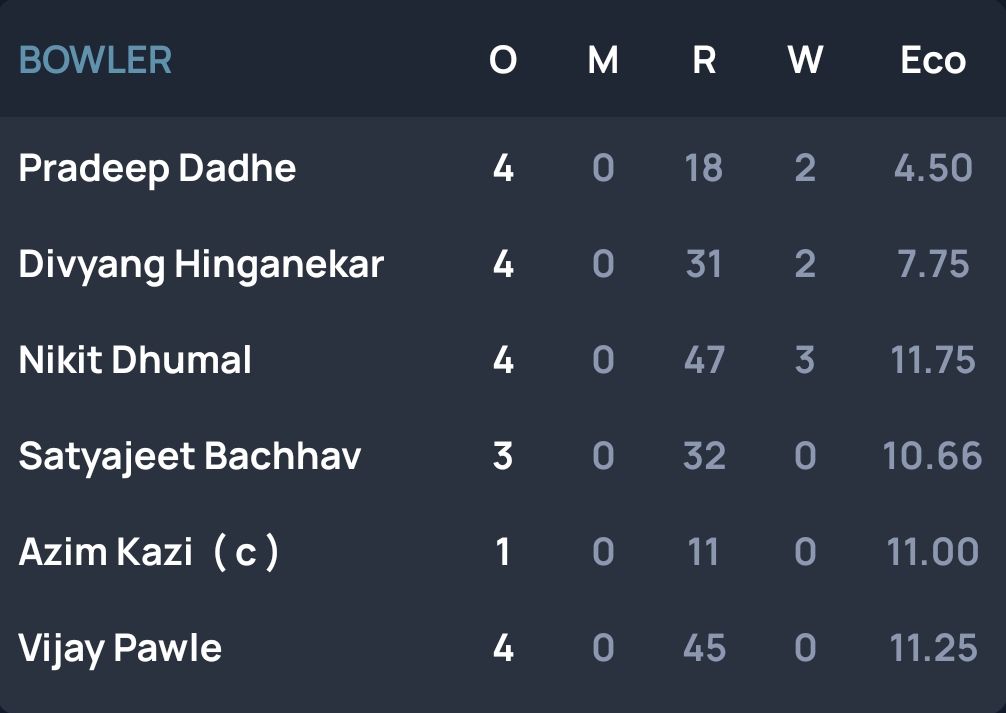 BOWLER O M R W Eco
Pradeep Dadhe 4 0 18 2 4.50
Divyang Hinganekar 4 0 31 2 7.75
Nikit Dhumal 4 0 47 3 11.75
Satyajeet Bachhav 3 0 32 0 10.66
Azim Kazi ( c ) 1 0 11 0 11.00
Vijay Pawle 4 0 45 0 11.25